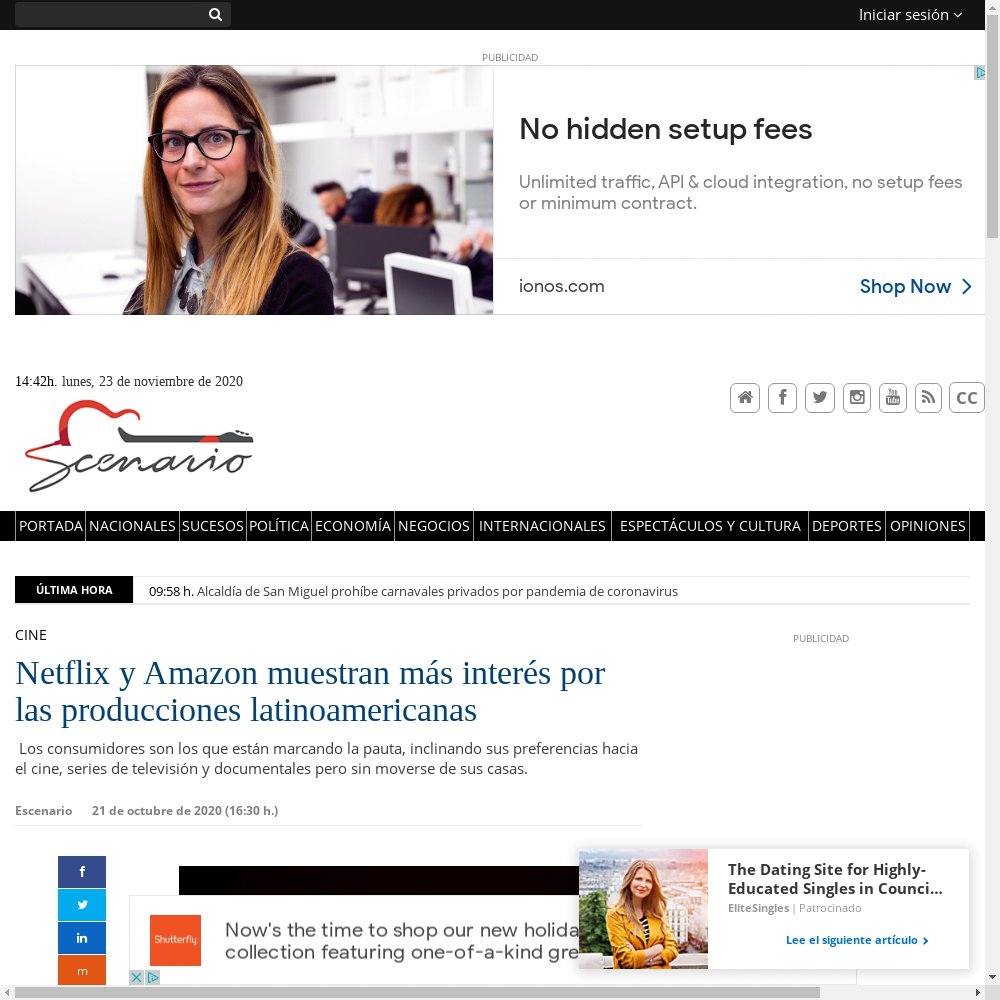 Iniciar sesión
PUBLICIDAD
No hidden setup fees
Unlimited traffic, API & cloud integration, no setup fees
or minimum contract.
ionos.com
Shop Now
14:42h. lunes, 23 de noviembre de 2020
You
Tube
CC
Scenario
PORTADA NACIONALES SUCESOS POLÍTICA ECONOMÍA NEGOCIOS INTERNACIONALES ESPECTÁCULOS Y CULTURA DEPORTES OPINIONES
ÚLTIMA HORA
09:58 h. Alcaldía de San Miguel prohíbe carnavales privados por pandemia de coronavirus
CINE
PUBLICIDAD
Netflix y Amazon muestran más interés por
las producciones latinoamericanas
Los consumidores son los que están marcando la pauta, inclinando sus preferencias hacia
el cine, series de televisión y documentales pero sin moverse de sus casas.
Escenario 21 de octubre de 2020 (16:30 h.)
f
in
m
Shutterfly
Now's the time to shop our new holida
collection featuring one-of-a-kind gre
The Dating Site for Highly-
Educated Singles in Counci...
EliteSingles | Patrocinado
Lee el siguiente artículo